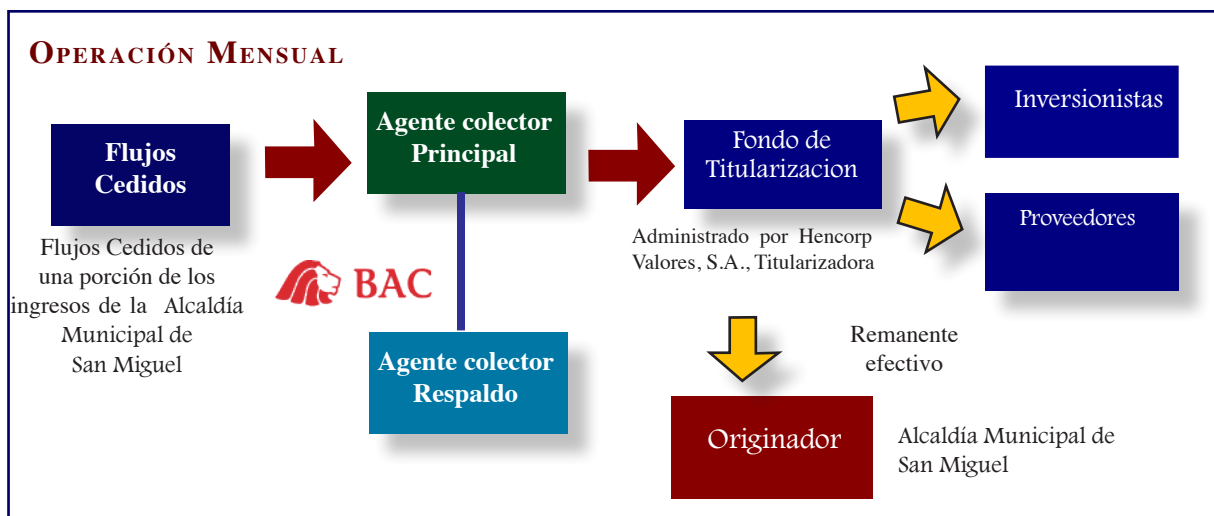 OPERACIÓN MENSUAL
Flujos
Cedidos
Flujos Cedidos de
una porción de los
ingresos de la Alcaldía
Municipal de
San Miguel
Agente colector
Principal
BAC
Agente colector
Respaldo
Fondo de
Titularizacion
Administrado por Hencorp
Valores, S.A., Titularizadora
Inversionistas
Proveedores
Remanente
efectivo
Originador
Alcaldía Municipal de
San Miguel